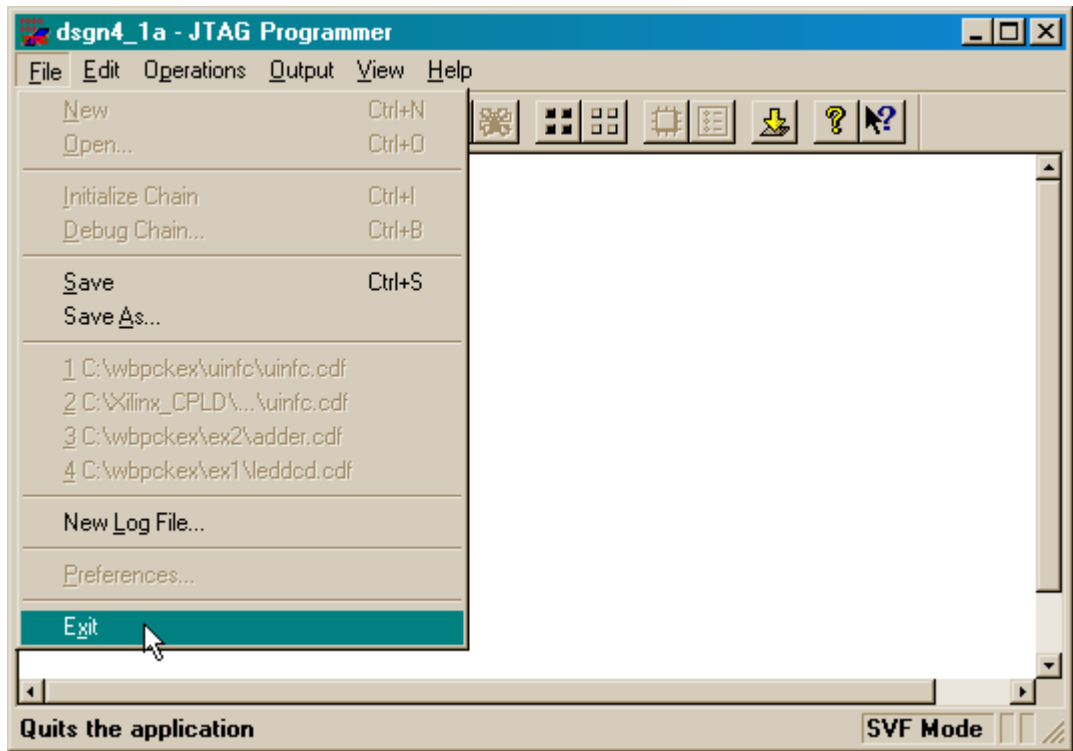 dsgn4_1a - JTAG Programmer
File Edit Operations Output View Help
New Ctrl+N
Open... Ctrl+O
Initialize Chain Ctrl+I
Debug Chain... Ctrl+B
Save Ctrl+S
Save As...
1 C:\wbpckex\uinfc\uinfc.cdf
2 C:\Xilinx_CPLD\...\uinfc.cdf
3 C:\wbpckex\ex2\adder.cdf
4 C:\wbpckex\ex1\leddcd.cdf
New Log File...
Preferences...
Exit
Quits the application SVF Mode